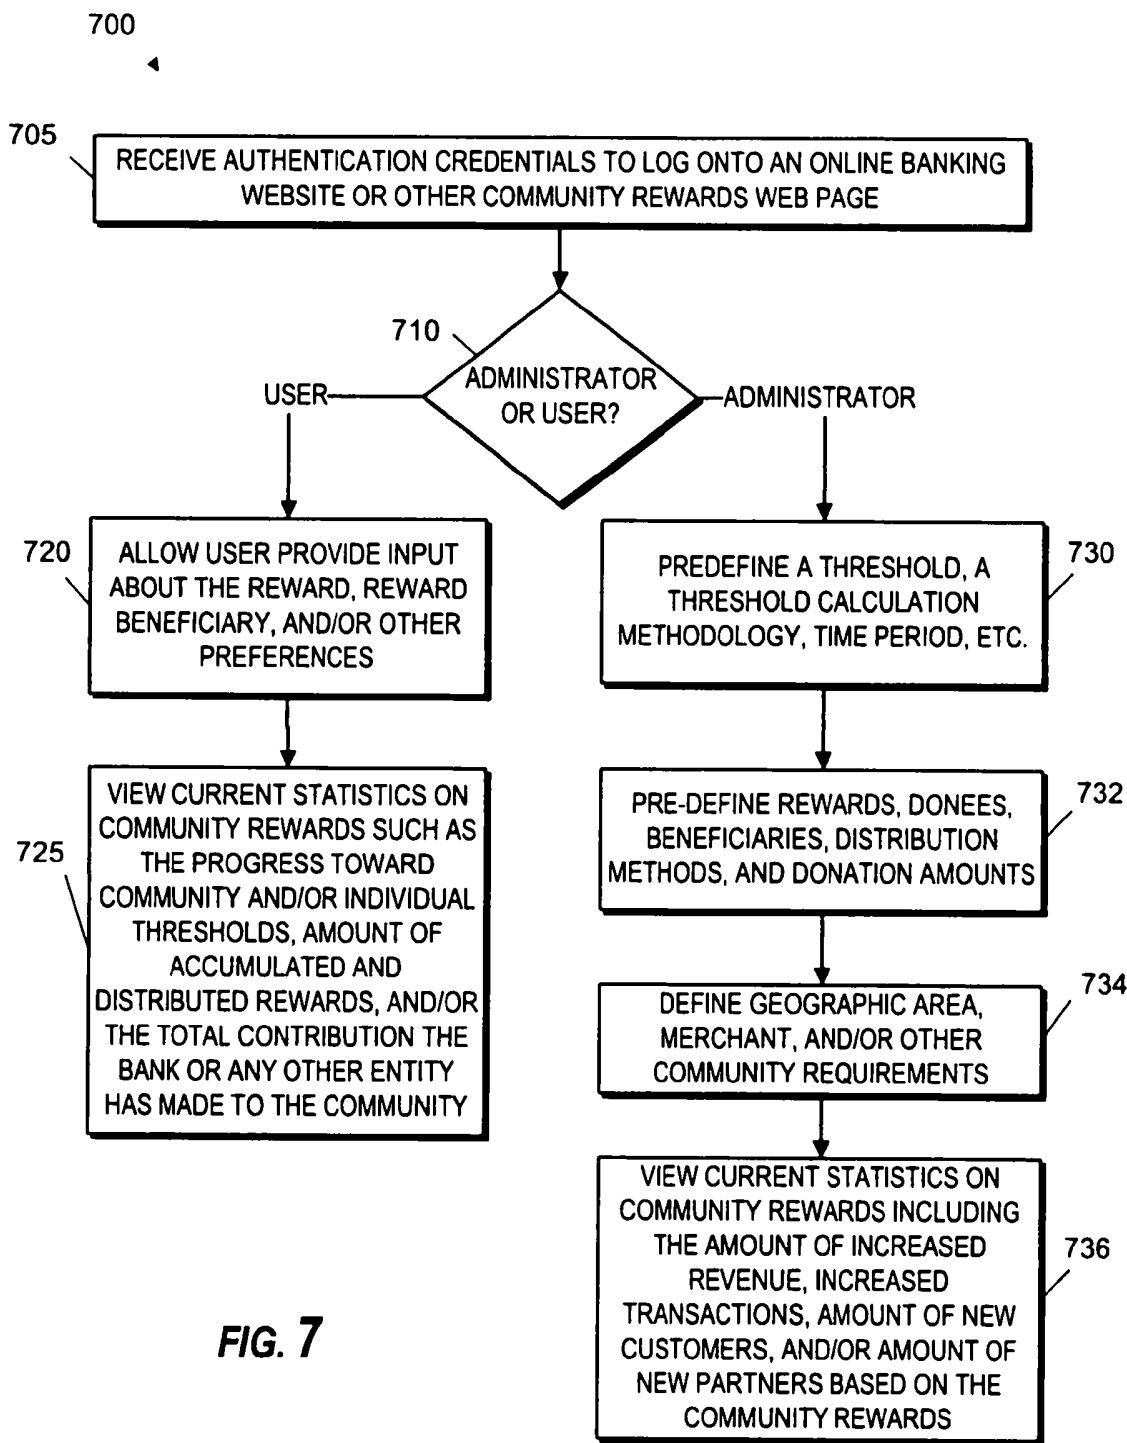 700
705
RECEIVE AUTHENTICATION CREDENTIALS TO LOG ONTO AN ONLINE BANKING
WEBSITE OR OTHER COMMUNITY REWARDS WEB PAGE
710
ADMINISTRATOR
OR USER?
USER
ADMINISTRATOR
720
ALLOW USER PROVIDE INPUT
ABOUT THE REWARD, REWARD
BENEFICIARY, AND/OR OTHER
PREFERENCES
725
VIEW CURRENT STATISTICS ON
COMMUNITY REWARDS SUCH AS
THE PROGRESS TOWARD
COMMUNITY AND/OR INDIVIDUAL
THRESHOLDS, AMOUNT OF
ACCUMULATED AND
DISTRIBUTED REWARDS, AND/OR
THE TOTAL CONTRIBUTION THE
BANK OR ANY OTHER ENTITY
HAS MADE TO THE COMMUNITY
730
PREDEFINE A THRESHOLD, A
THRESHOLD CALCULATION
METHODOLOGY, TIME PERIOD, ETC.
732
PRE-DEFINE REWARDS, DONEES,
BENEFICIARIES, DISTRIBUTION
METHODS, AND DONATION AMOUNTS
734
DEFINE GEOGRAPHIC AREA,
MERCHANT, AND/OR OTHER
COMMUNITY REQUIREMENTS
736
VIEW CURRENT STATISTICS ON
COMMUNITY REWARDS INCLUDING
THE AMOUNT OF INCREASED
REVENUE, INCREASED
TRANSACTIONS, AMOUNT OF NEW
CUSTOMERS, AND/OR AMOUNT OF
NEW PARTNERS BASED ON THE
COMMUNITY REWARDS
FIG. 7